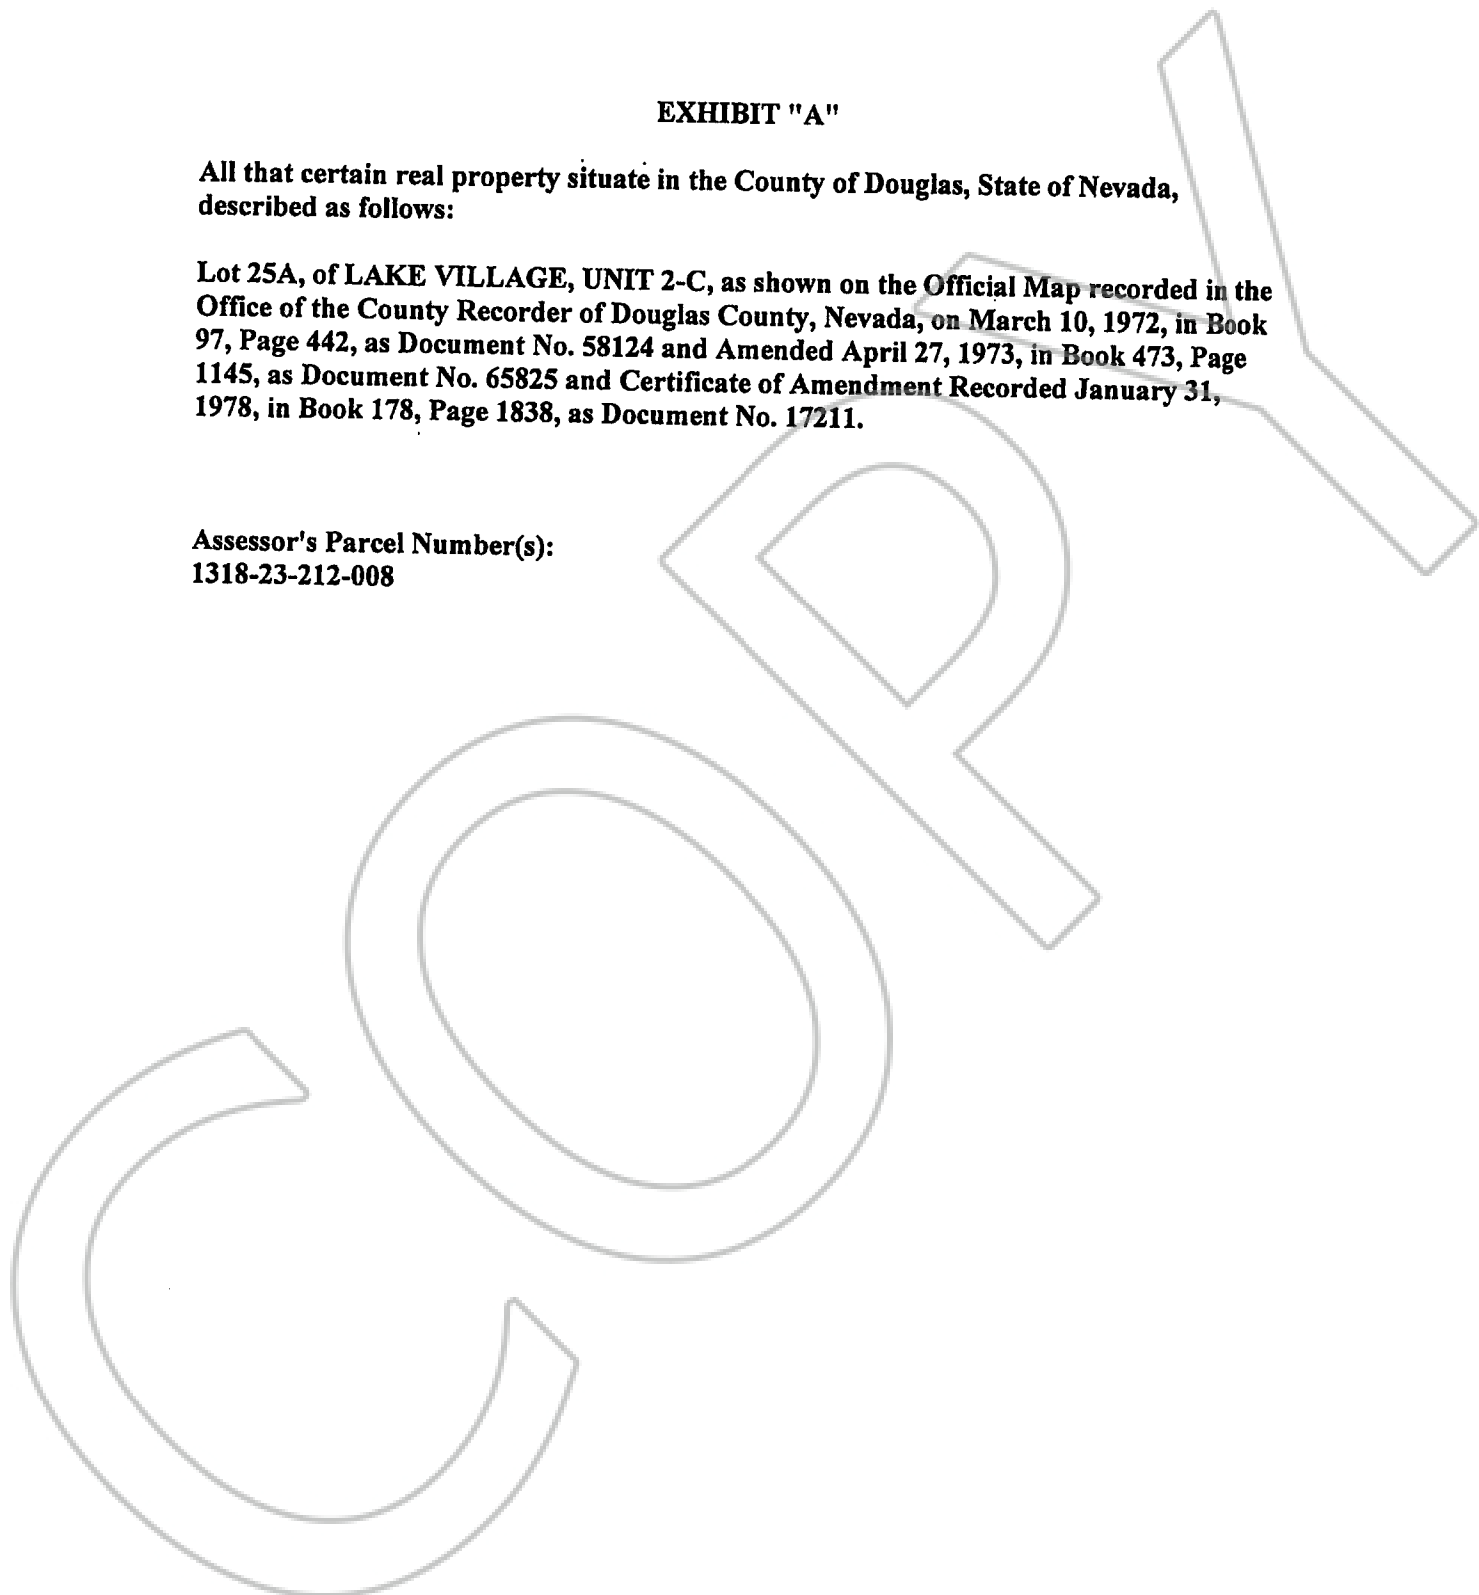 EXHIBIT "A"
All that certain real property situate in the County of Douglas, State of Nevada,
described as follows:
Lot 25A, of LAKE VILLAGE, UNIT 2-C, as shown on the Official Map recorded in the
Office of the County Recorder of Douglas County, Nevada, on March 10, 1972, in Book
97, Page 442, as Document No. 58124 and Amended April 27, 1973, in Book 473, Page
1145, as Document No. 65825 and Certificate of Amendment Recorded January 31,
1978, in Book 178, Page 1838, as Document No. 17211.
Assessor's Parcel Number(s):
1318-23-212-008
COPY